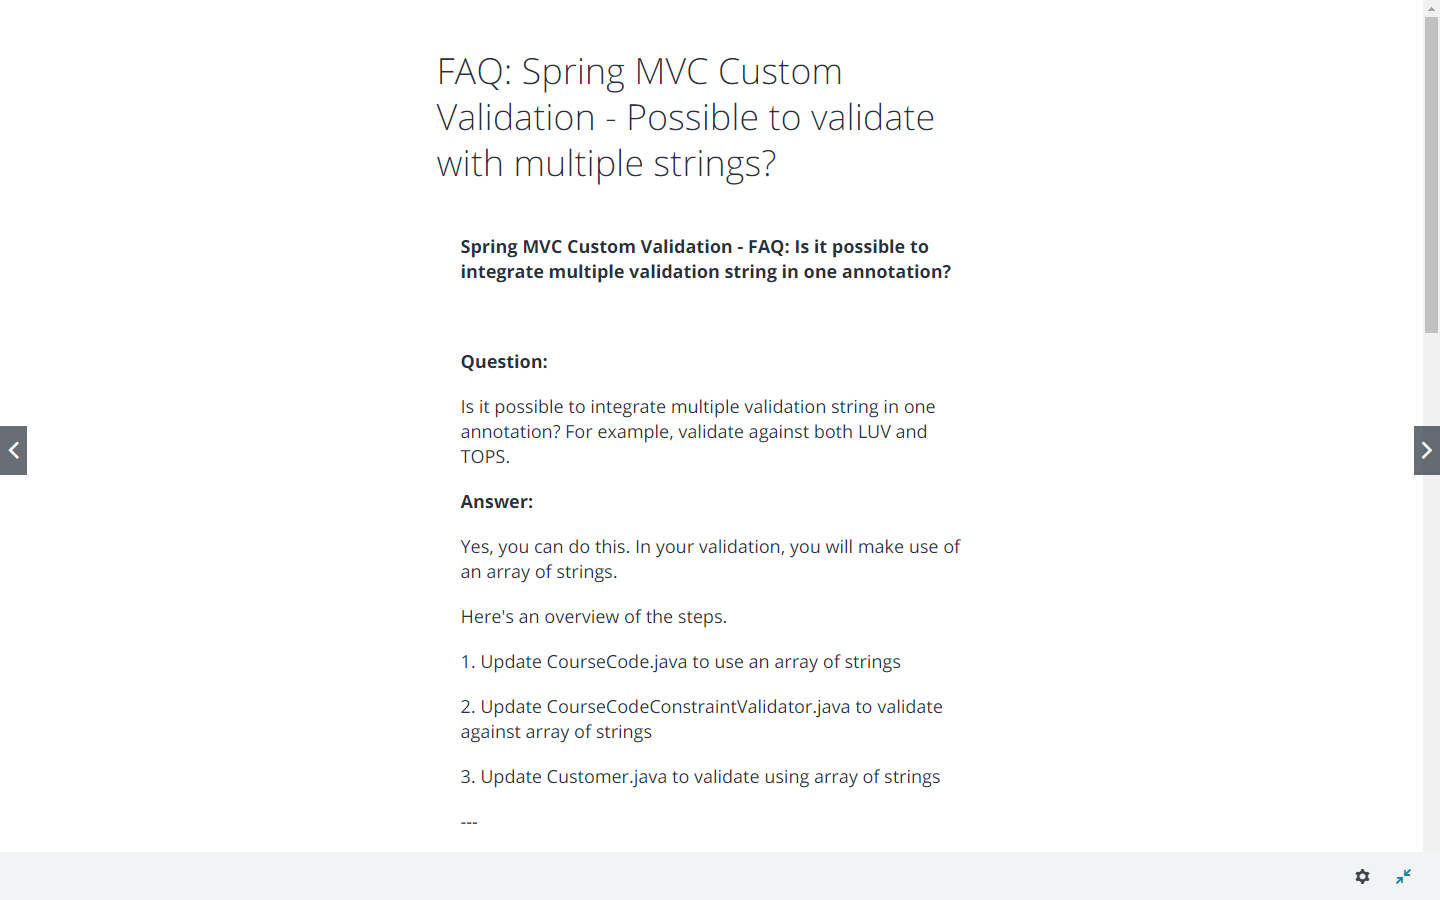 FAQ: Spring MVC Custom
Validation - Possible to validate
with multiple strings?
Spring MVC Custom Validation - FAQ: Is it possible to
integrate multiple validation string in one annotation?
Question:
Is it possible to integrate multiple validation string in one
annotation? For example, validate against both LUV and
TOPS.
Answer:
Yes, you can do this. In your validation, you will make use of
an array of strings.
Here's an overview of the steps.
1. Update CourseCode.java to use an array of strings
2. Update CourseCodeConstraintValidator.java to validate
against array of strings
3. Update Customer.java to validate using array of strings
---